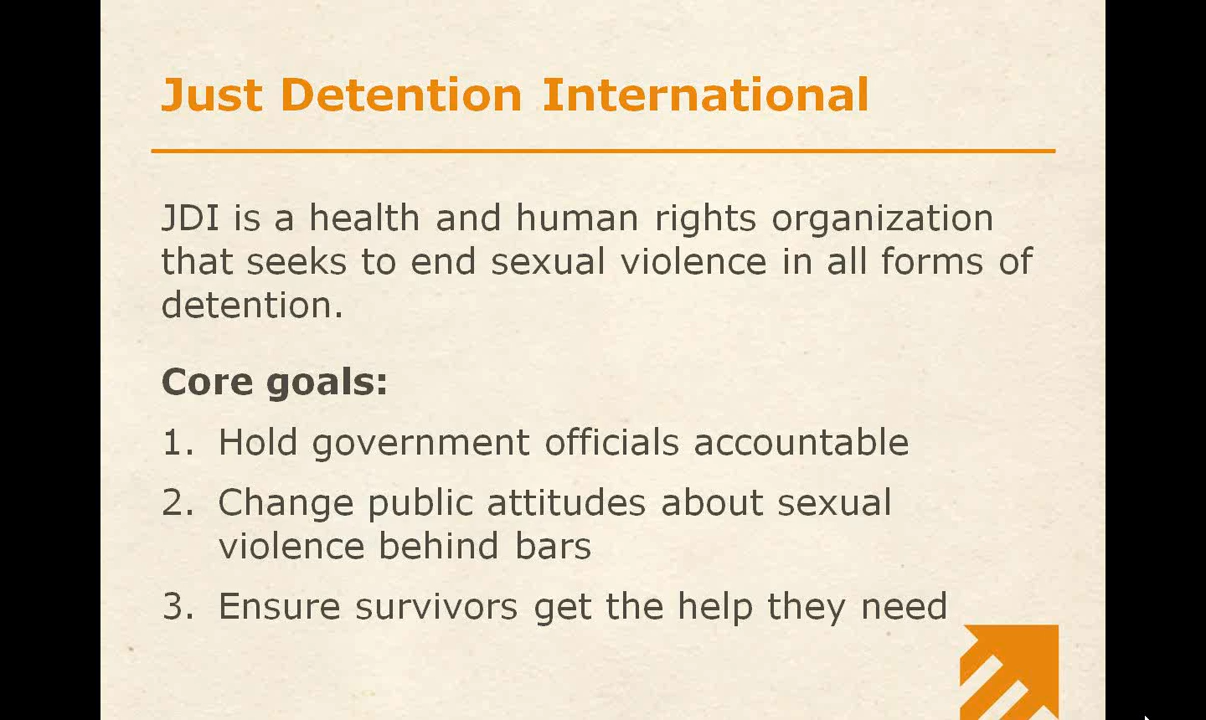 Just Detention International
JDI is a health and human rights organization
that seeks to end sexual violence in all forms of
detention.
Core goals:
1. Hold government officials accountable
2. Change public attitudes about sexual
violence behind bars
3. Ensure survivors get the help they need